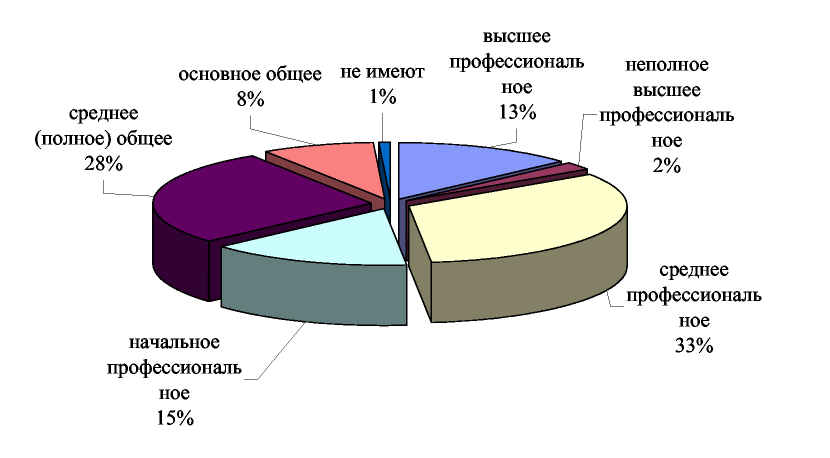 высшее
профессиональ
ное
13%
неполное
высшее
профессиональ
ное
2%
среднее
профессиональ
ное
33%
начальное
профессиональ
ное
15%
среднее
(полное) общее
28%
основное общее
8%
не имеют
1%